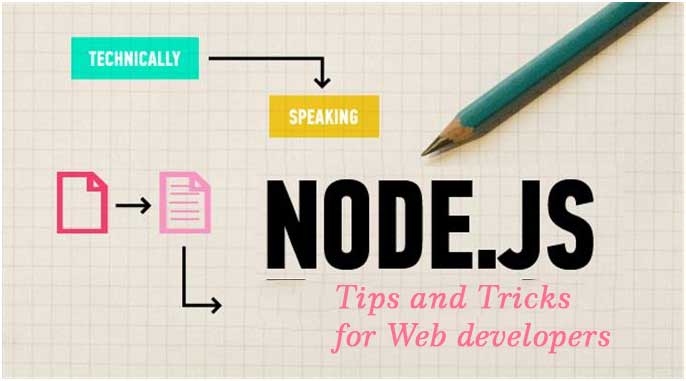 TECHNICALLY
SPEAKING
NODE.JS
Tips and Tricks
for Web developers